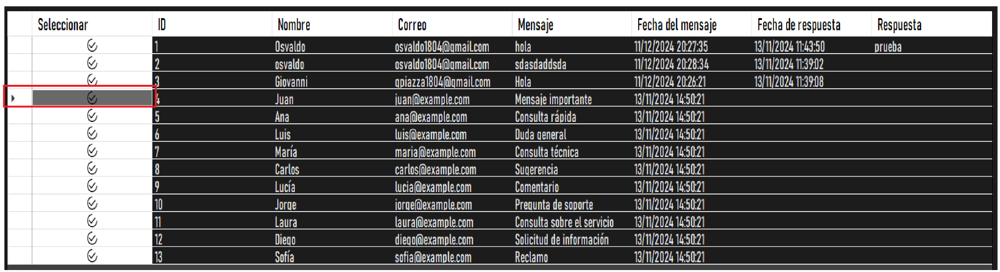 Seleccionar ID Nombre Correo Mensaje Fecha del mensaje Fecha de respuesta Respuesta
1 Osvaldo osvaldo1804@gmail.com hola 11/12/2024 20:27:35 13/11/2024 11:43:50 prueba
2 osvaldo osvaldo1804@gmail.com sdasdaddsda 11/12/2024 20:28:34 13/11/2024 11:39:02
3 Giovanni gpiazza1804@gmail.com Hola 11/12/2024 20:26:21 13/11/2024 11:39:08
4 Juan juan@example.com Mensaje importante 13/11/2024 14:50:21
5 Ana ana@example.com Consulta rápida 13/11/2024 14:50:21
6 Luis luis@example.com Duda general 13/11/2024 14:50:21
7 María maria@example.com Consulta técnica 13/11/2024 14:50:21
8 Carlos carlos@example.com Sugerencia 13/11/2024 14:50:21
9 Lucía lucia@example.com Comentario 13/11/2024 14:50:21
10 Jorge jorge@example.com Pregunta de soporte 13/11/2024 14:50:21
11 Laura laura@example.com Consulta sobre el servicio 13/11/2024 14:50:21
12 Diego diego@example.com Solicitud de información 13/11/2024 14:50:21
13 Sofía sofia@example.com Reclamo 13/11/2024 14:50:21